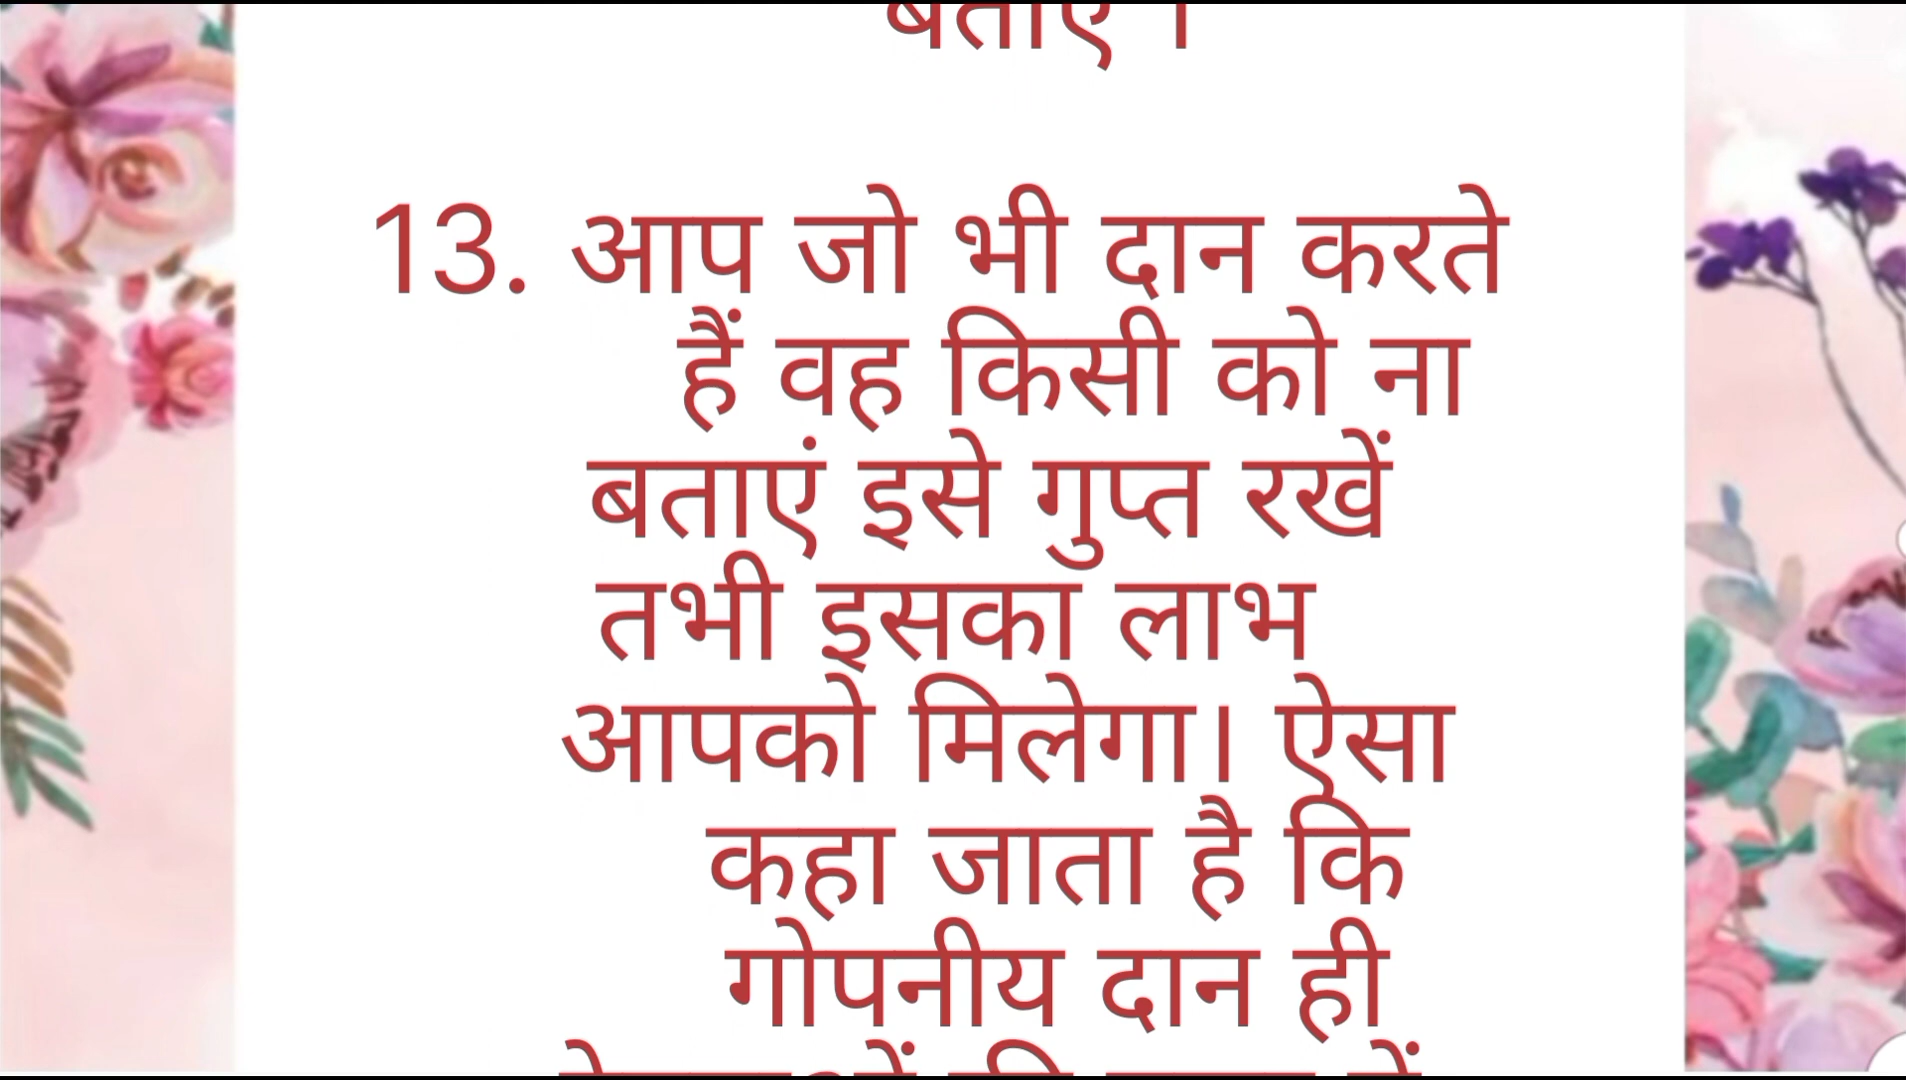 बताए ।
13. आप जो भी दान करते
हैं वह किसी को ना
बताएं इसे गुप्त रखें
तभी इसका लाभ
आपको मिलेगा। ऐसा
कहा जाता है कि
गोपनीय दान ही